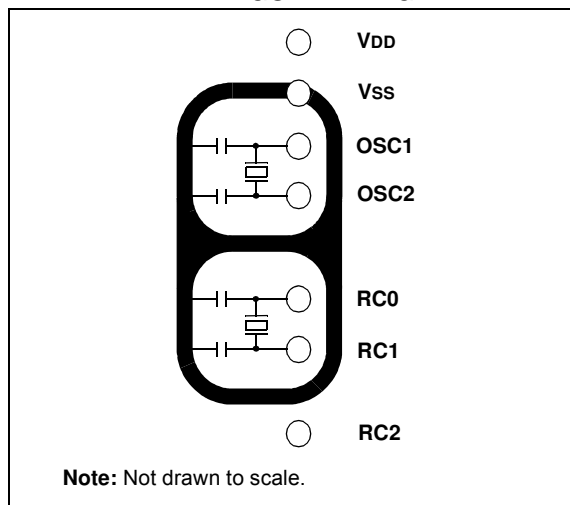 VDD
VSS
OSC1
OSC2
RC0
RC1
RC2
Note: Not drawn to scale.